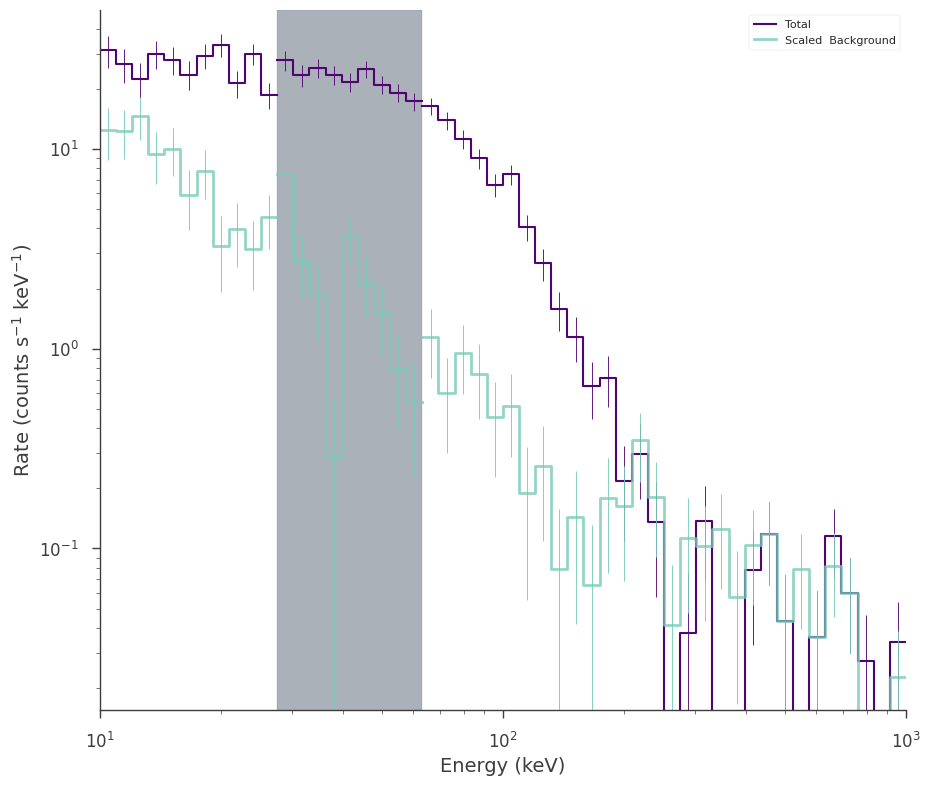 Total
Scaled  Background
Rate (counts s⁻¹ keV⁻¹)
10¹
10⁰
10⁻¹
10¹
10²
10³
Energy (keV)